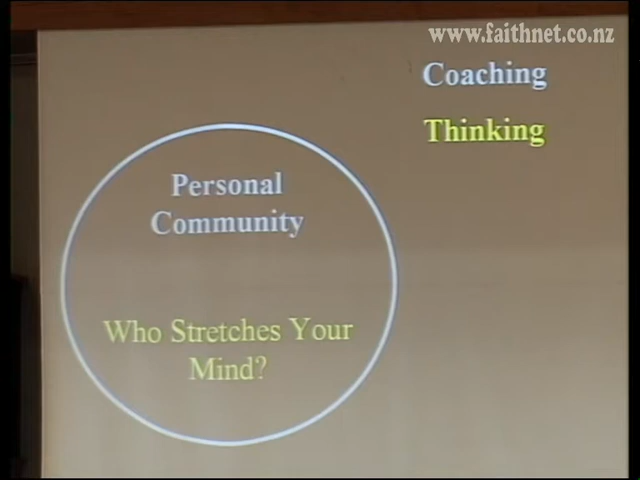 www.faithnet.co.nz
Coaching
Thinking
Personal
Community
Who Stretches Your
Mind?